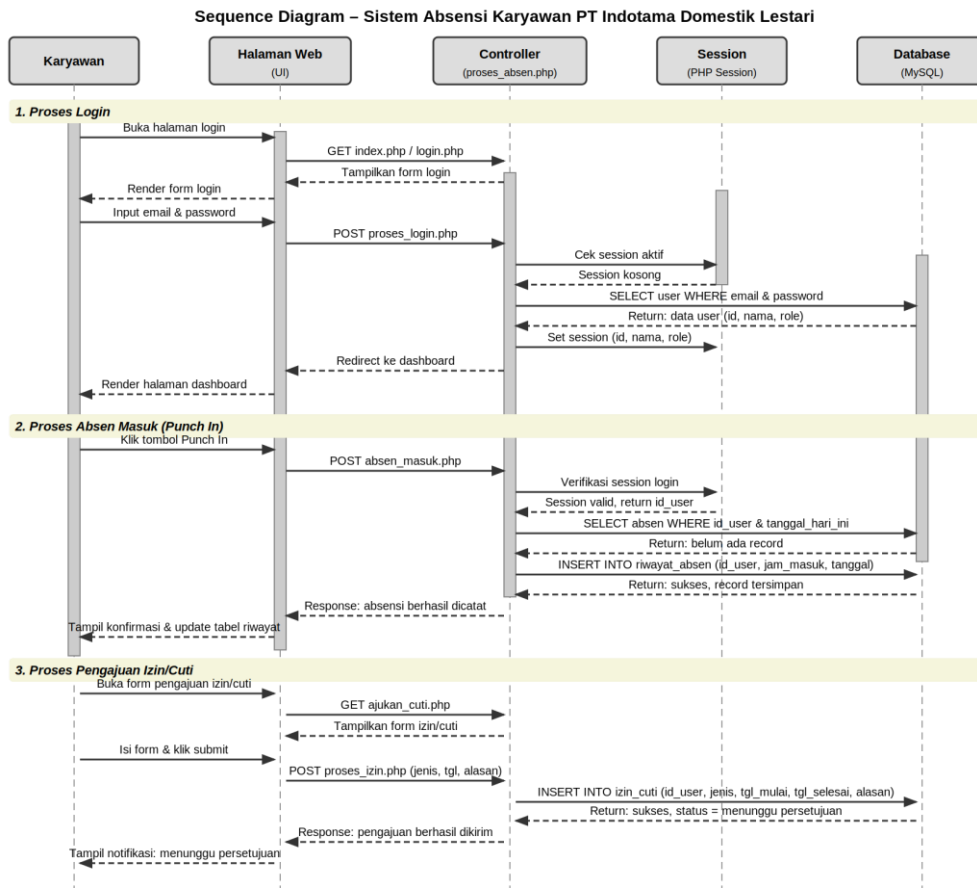 Sequence Diagram – Sistem Absensi Karyawan PT Indotama Domestik Lestari
Karyawan
Halaman Web
(UI)
Controller
(proses_absen.php)
Session
(PHP Session)
Database
(MySQL)
1. Proses Login
Buka halaman login
GET index.php / login.php
Tampilkan form login
Render form login
Input email & password
POST proses_login.php
Cek session aktif
Session kosong
SELECT user WHERE email & password
Return: data user (id, nama, role)
Set session (id, nama, role)
Redirect ke dashboard
Render halaman dashboard
2. Proses Absen Masuk (Punch In)
Klik tombol Punch In
POST absen_masuk.php
Verifikasi session login
Session valid, return id_user
SELECT absen WHERE id_user & tanggal_hari_ini
Return: belum ada record
INSERT INTO riwayat_absen (id_user, jam_masuk, tanggal)
Return: sukses, record tersimpan
Response: absensi berhasil dicatat
Tampil konfirmasi & update tabel riwayat
3. Proses Pengajuan Izin/Cuti
Buka form pengajuan izin/cuti
GET ajukan_cuti.php
Tampilkan form izin/cuti
Isi form & klik submit
POST proses_izin.php (jenis, tgl, alasan)
INSERT INTO izin_cuti (id_user, jenis, tgl_mulai, tgl_selesai, alasan)
Return: sukses, status = menunggu persetujuan
Response: pengajuan berhasil dikirim
Tampil notifikasi: menunggu persetujuan